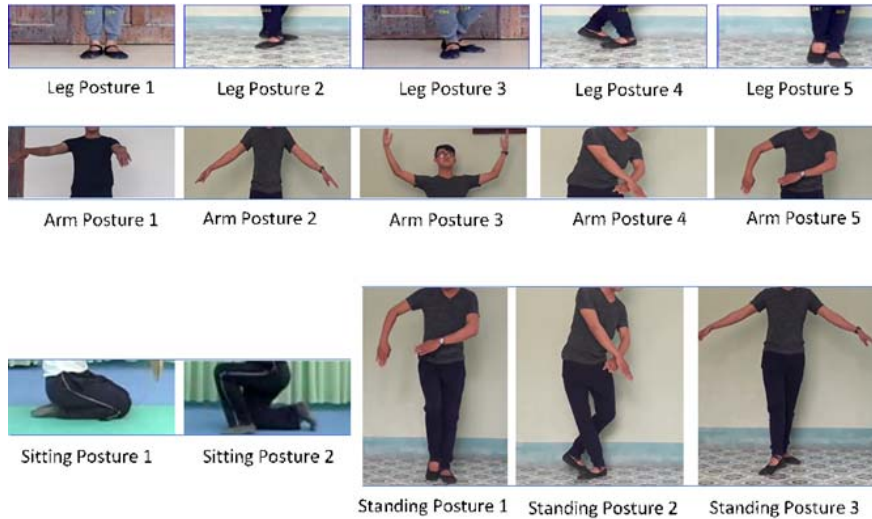 Leg Posture 1
Leg Posture 2
Leg Posture 3
Leg Posture 4
Leg Posture 5
Arm Posture 1
Arm Posture 2
Arm Posture 3
Arm Posture 4
Arm Posture 5
Sitting Posture 1
Sitting Posture 2
Standing Posture 1
Standing Posture 2
Standing Posture 3